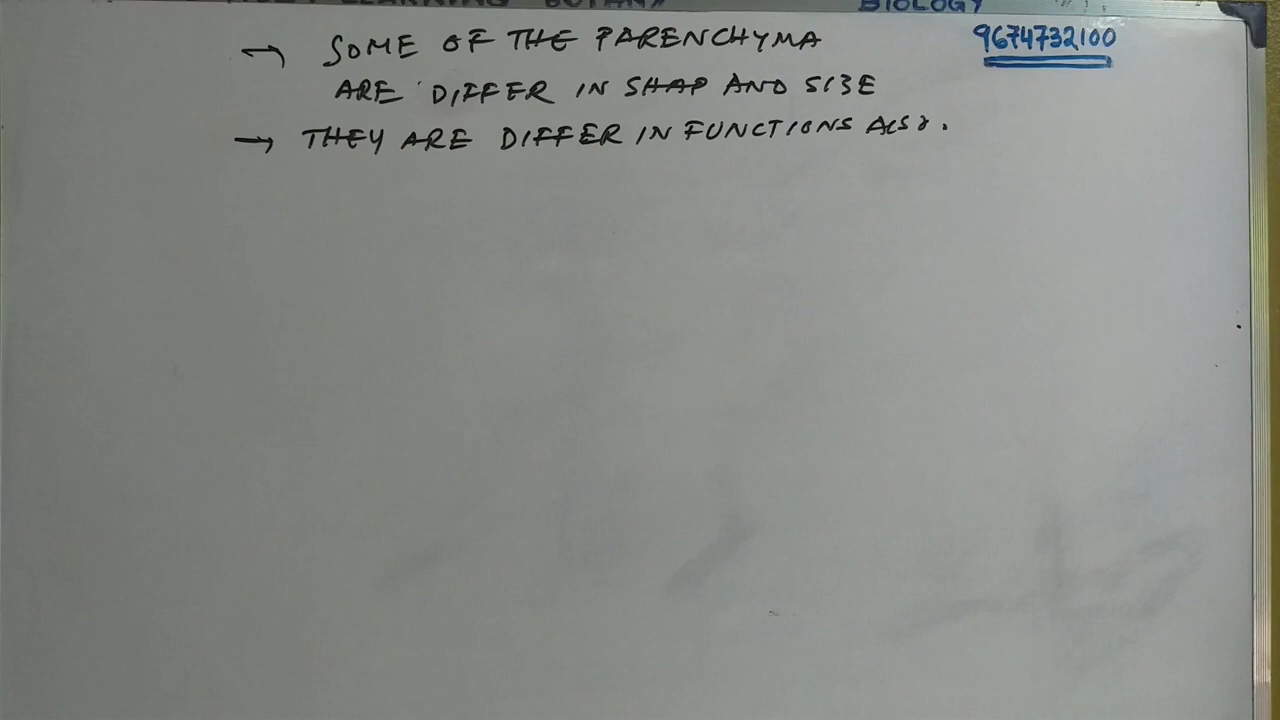 BIOLOGY
→ SOME OF THE PARENCHYMA
9674732100
ARE DIFFER IN SHAP AND SIZE
→ THEY ARE DIFFER IN FUNCTIONS ALSO.